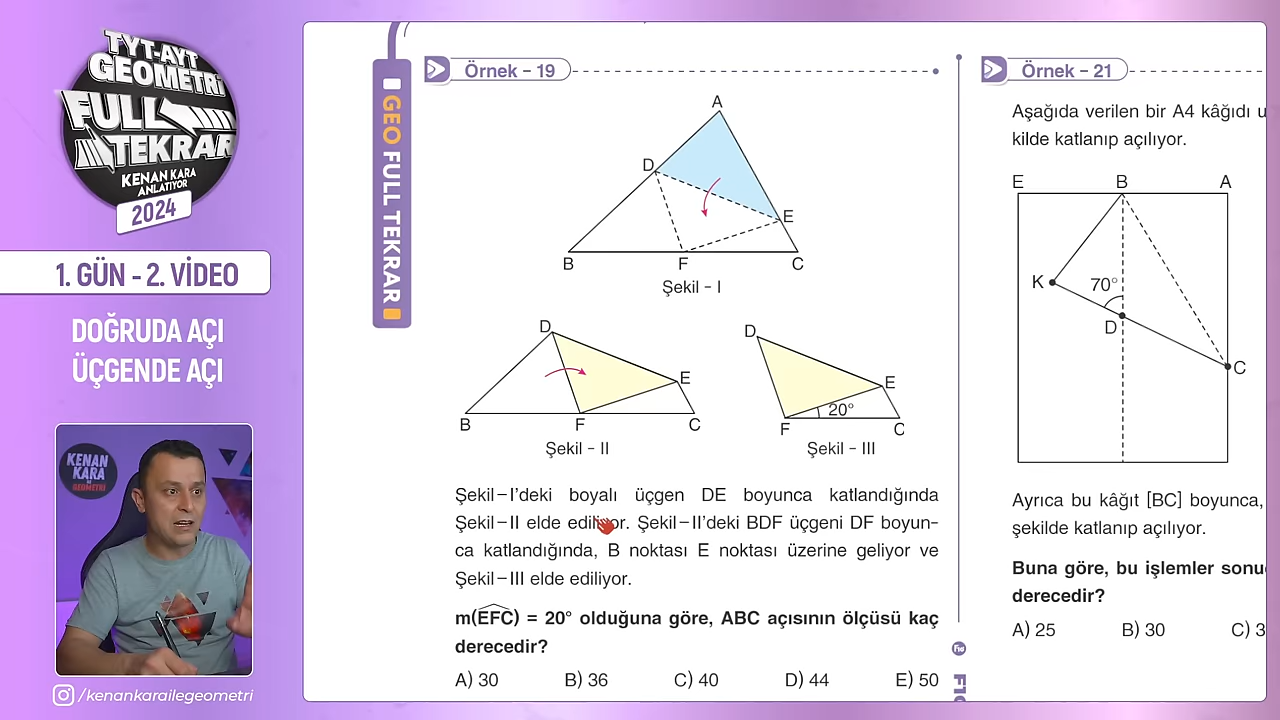 TYT-AYT
GEOMETRİ
FULL
TEKRAR
KENAN KARA
ANLATIYOR
2024
1. GÜN - 2. VİDEO
DOĞRUDA AÇI
ÜÇGENDE AÇI
KENAN
KARA
ile
GEOMETRİ
/kenankarailegeometri
GEO FULL TEKRAR
Örnek – 19
A
D
E
B
F
C
Şekil – I
D
E
B
F
C
Şekil – II
D
E
20°
F
C
Şekil – III
Şekil–I'deki boyalı üçgen DE boyunca katlandığında
Şekil–II elde ediliyor. Şekil–II'deki BDF üçgeni DF boyun-
ca katlandığında, B noktası E noktası üzerine geliyor ve
Şekil–III elde ediliyor.
m(EFC) = 20° olduğuna göre, ABC açısının ölçüsü kaç
derecedir?
A) 30 B) 36 C) 40 D) 44 E) 50
Örnek – 21
Aşağıda verilen bir A4 kâğıdı u
kilde katlanıp açılıyor.
E
B
A
K
70°
D
C
Ayrıca bu kâğıt [BC] boyunca,
şekilde katlanıp açılıyor.
Buna göre, bu işlemler sonu
derecedir?
A) 25 B) 30 C) 3